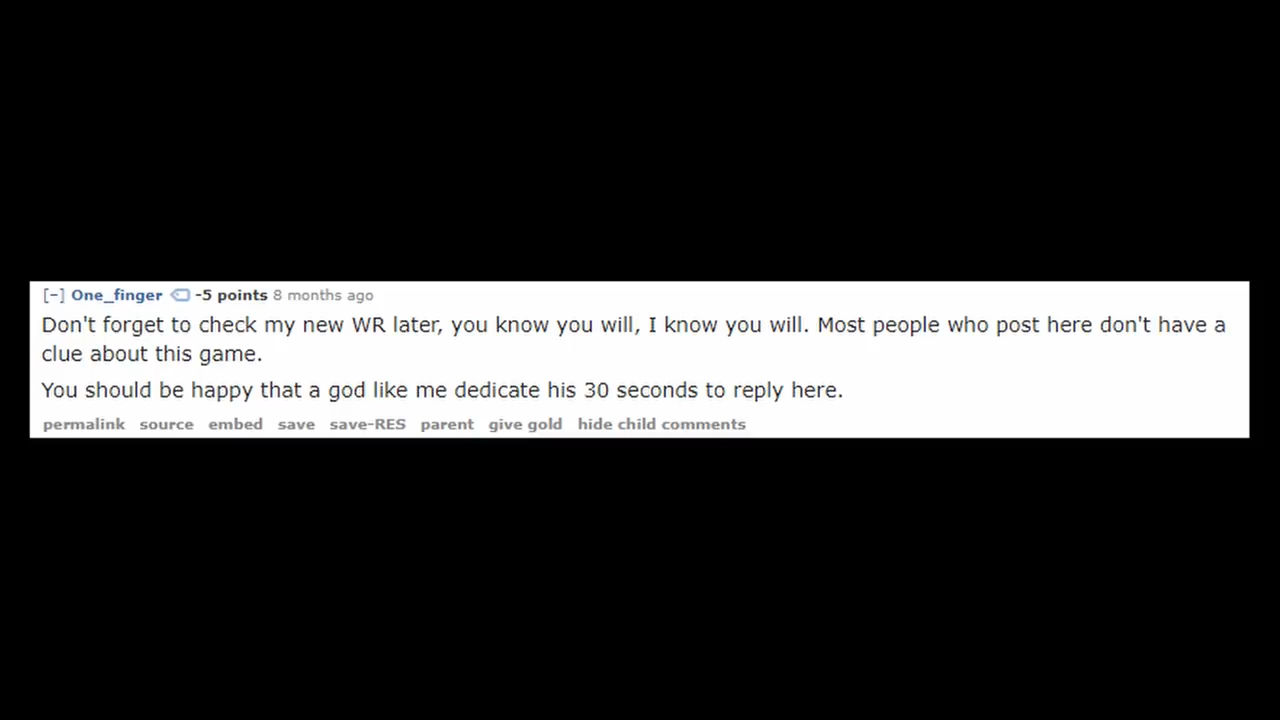 [-] One_finger -5 points 8 months ago
Don't forget to check my new WR later, you know you will, I know you will. Most people who post here don't have a
clue about this game.
You should be happy that a god like me dedicate his 30 seconds to reply here.
permalink source embed save save-RES parent give gold hide child comments